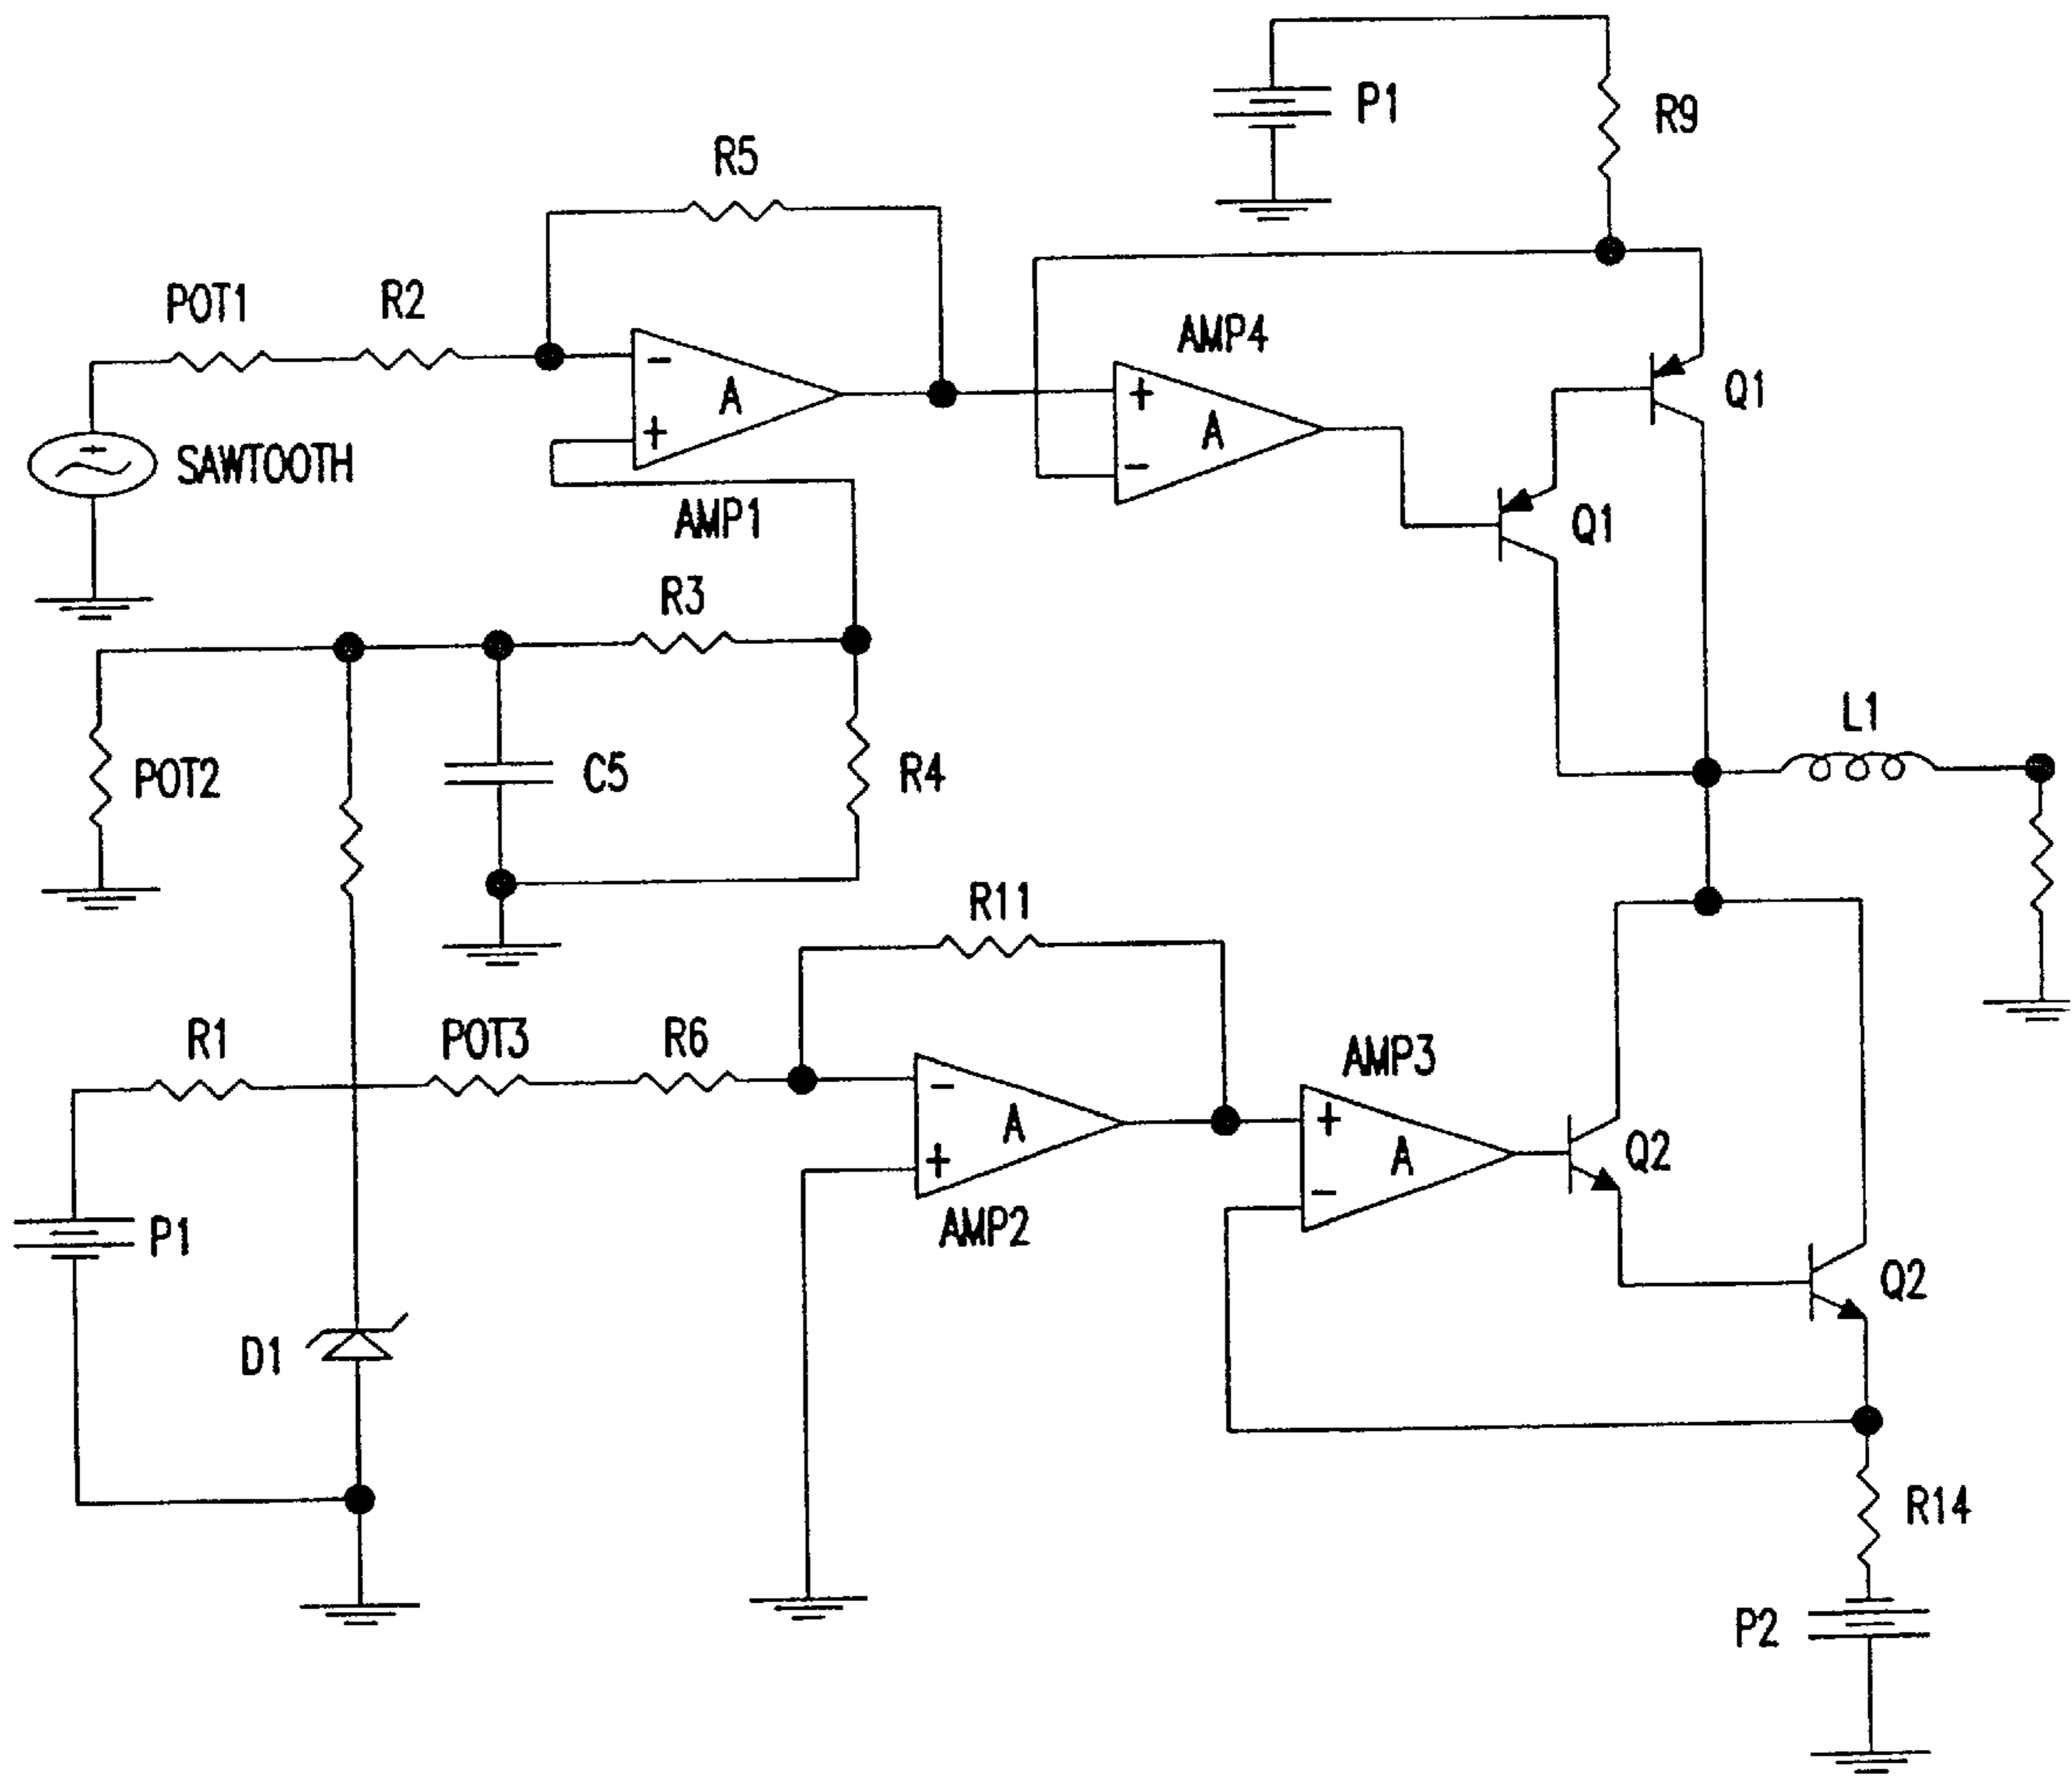 P1
R9
R5
POT1
R2
AMP4
-
A
+
A
+
-
Q1
+
SAWTOOTH
AMP1
Q1
R3
L1
POT2
C5
R4
R11
R1
POT3
R6
AMP3
-
A
+
+
A
-
Q2
P1
AMP2
Q2
D1
R14
P2